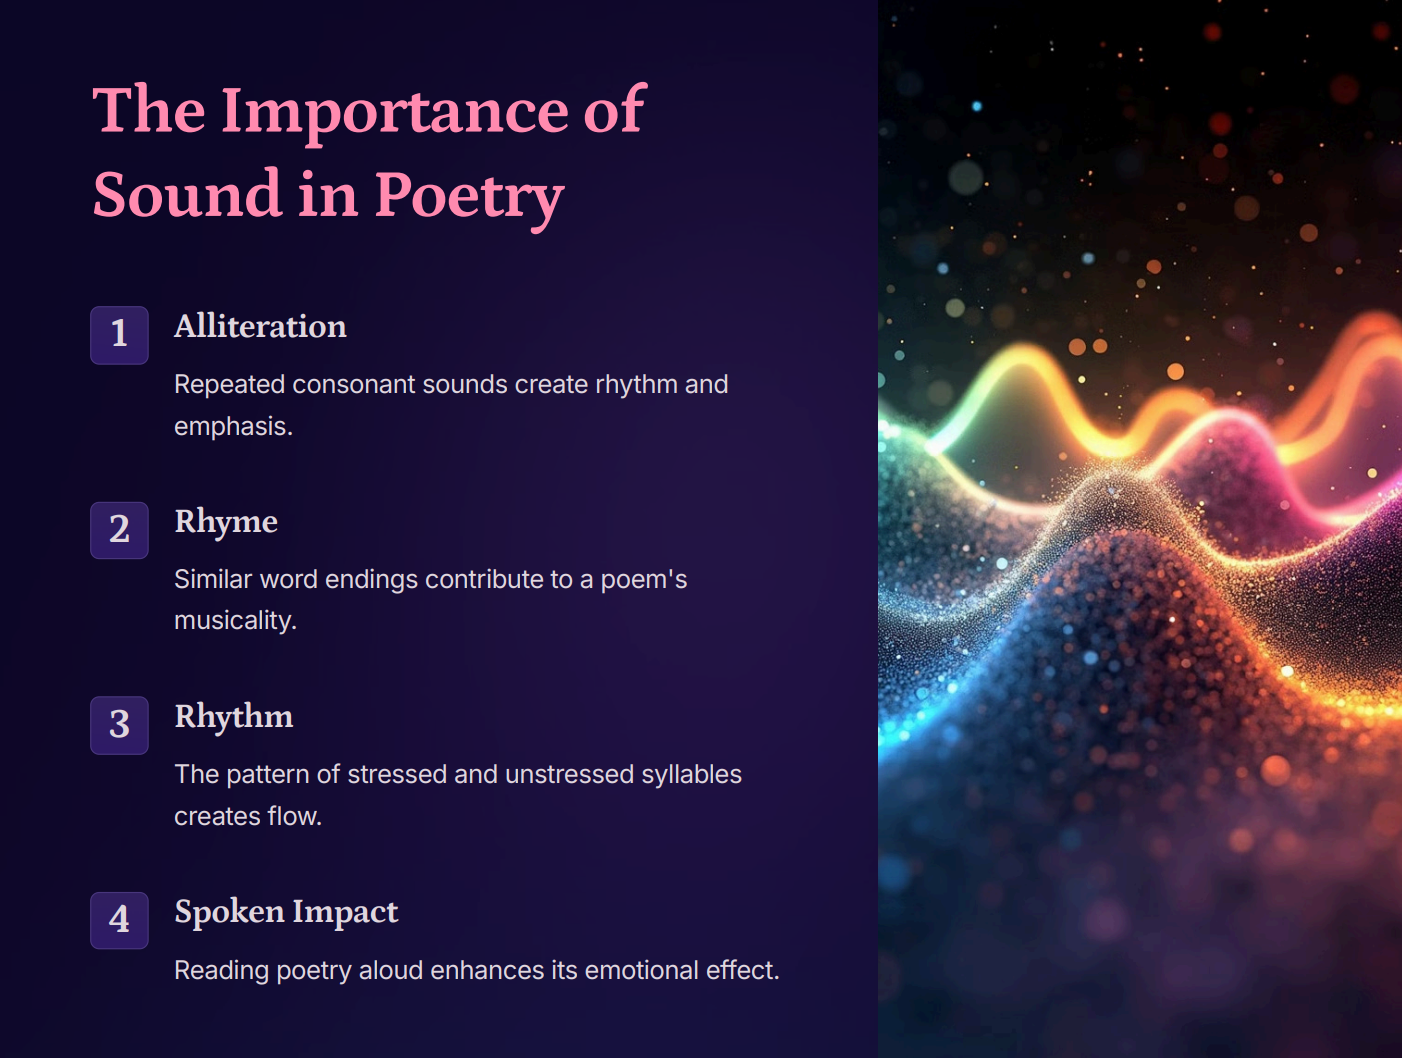 The Importance of
Sound in Poetry
1
Alliteration
Repeated consonant sounds create rhythm and
emphasis.
2
Rhyme
Similar word endings contribute to a poem's
musicality.
3
Rhythm
The pattern of stressed and unstressed syllables
creates flow.
4
Spoken Impact
Reading poetry aloud enhances its emotional effect.